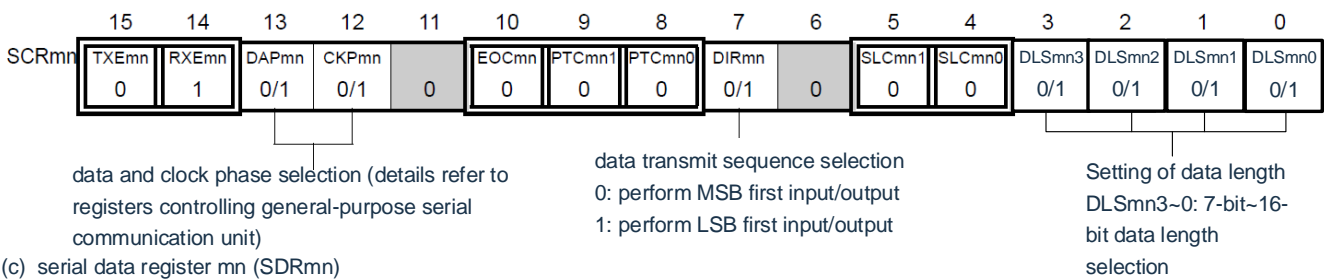 15 14 13 12 11 10 9 8 7 6 5 4 3 2 1 0
SCRmn TXEmn RXEmn DAPmn CKPmn EOCmn PTCmn1 PTCmn0 DIRmn SLCmn1 SLCmn0 DLSmn3 DLSmn2 DLSmn1 DLSmn0
0 1 0/1 0/1 0 0 0 0 0/1 0 0 0 0/1 0/1 0/1 0/1
data and clock phase selection (details refer to
registers controlling general-purpose serial
communication unit)
data transmit sequence selection
0: perform MSB first input/output
1: perform LSB first input/output
Setting of data length
DLSmn3~0: 7-bit~16-
bit data length
selection
(c) serial data register mn (SDRmn)